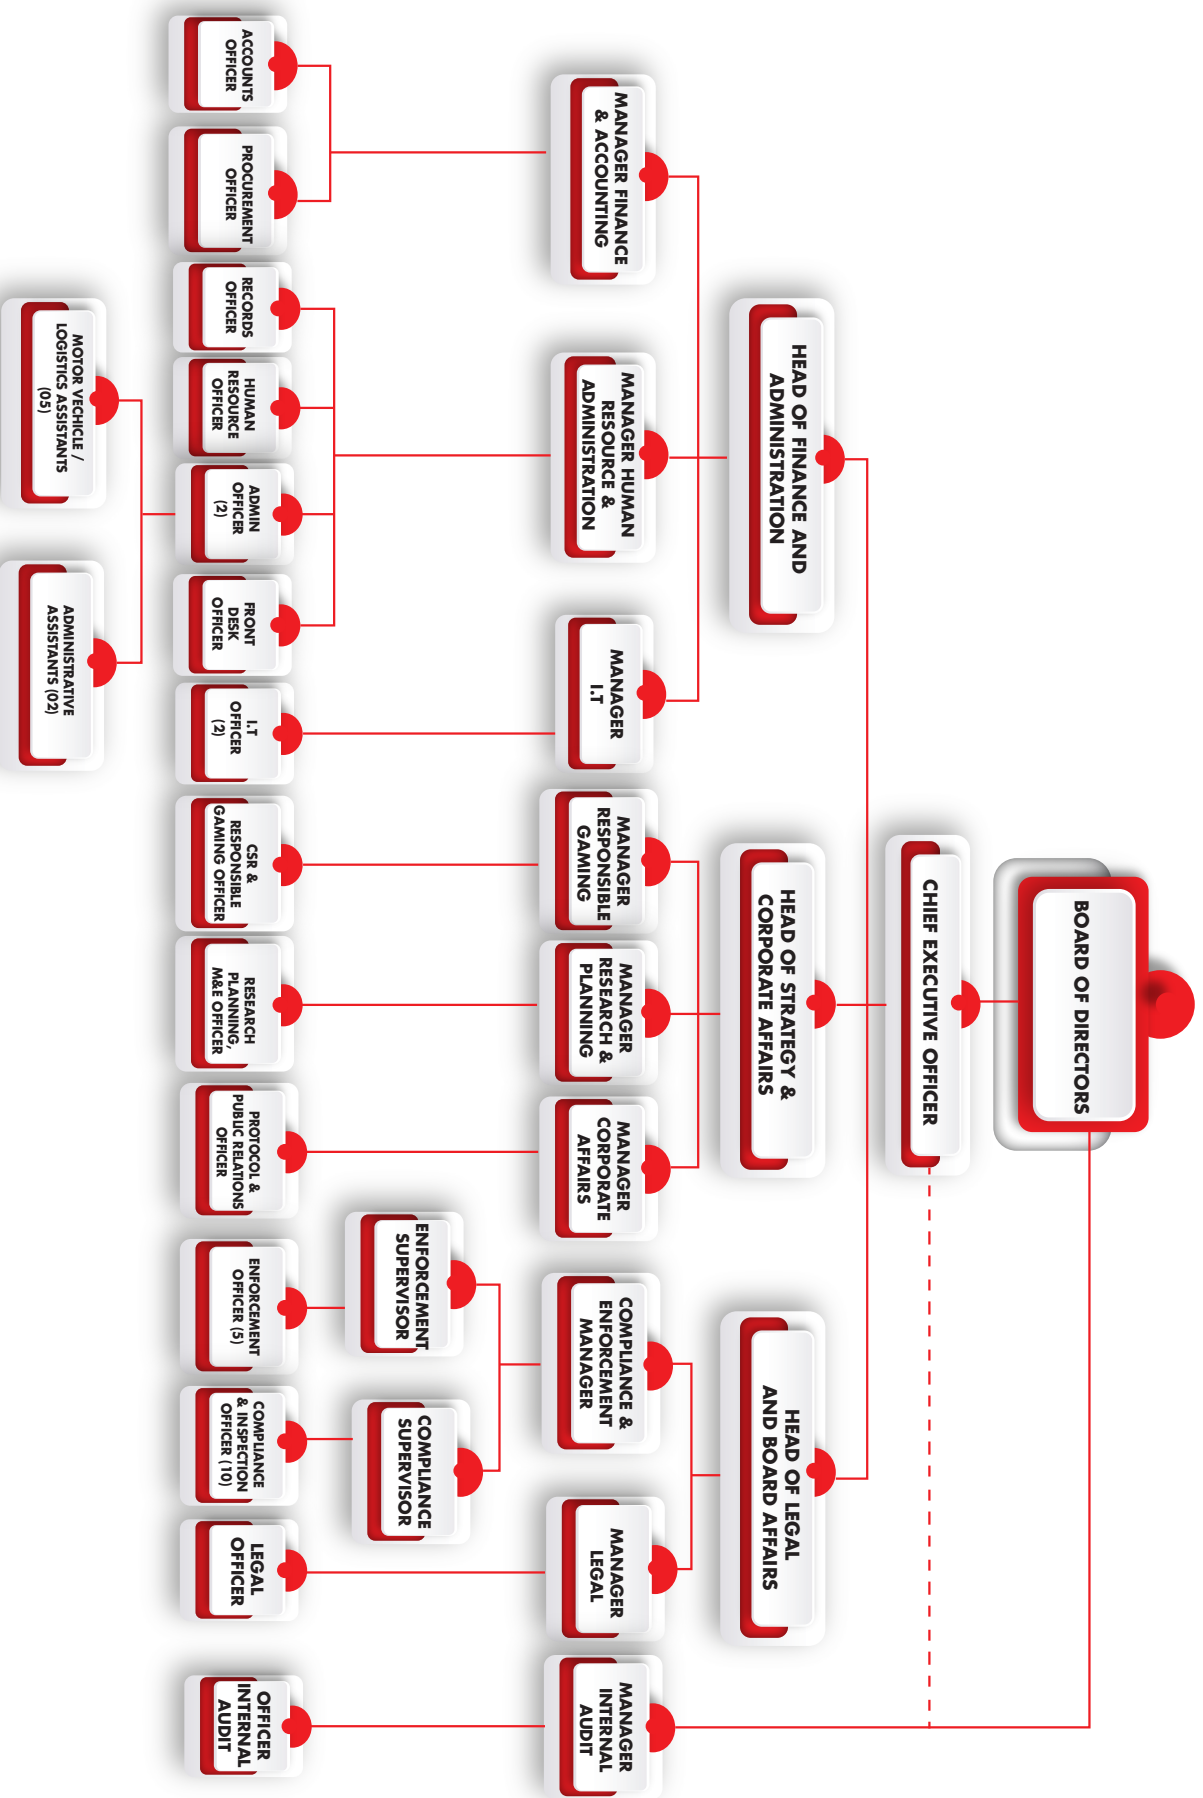 BOARD OF DIRECTORS
CHIEF EXECUTIVE OFFICER
HEAD OF FINANCE AND
ADMINISTRATION
HEAD OF STRATEGY &
CORPORATE AFFAIRS
HEAD OF LEGAL
AND BOARD AFFAIRS
MANAGER FINANCE
& ACCOUNTING
MANAGER HUMAN
RESOURCE &
ADMINISTRATION
MANAGER
I.T
MANAGER
RESPONSIBLE
GAMING
MANAGER
RESEARCH &
PLANNING
MANAGER
CORPORATE
AFFAIRS
COMPLIANCE &
ENFORCEMENT
MANAGER
MANAGER
LEGAL
MANAGER
INTERNAL
AUDIT
ENFORCEMENT
SUPERVISOR
COMPLIANCE
SUPERVISOR
ACCOUNTS
OFFICER
PROCUREMENT
OFFICER
RECORDS
OFFICER
HUMAN
RESOURCE
OFFICER
ADMIN
OFFICER
(2)
FRONT
DESK
OFFICER
I.T
OFFICER
(2)
CSR &
RESPONSIBLE
GAMING OFFICER
RESEARCH
PLANNING,
M&E OFFICER
PROTOCOL &
PUBLIC RELATIONS
OFFICER
ENFORCEMENT
OFFICER (5)
COMPLIANCE
& INSPECTION
OFFICER (10)
LEGAL
OFFICER
OFFICER
INTERNAL
AUDIT
MOTOR VECHICLE /
LOGISTICS ASSISTANTS
(05)
ADMINISTRATIVE
ASSISTANTS (02)